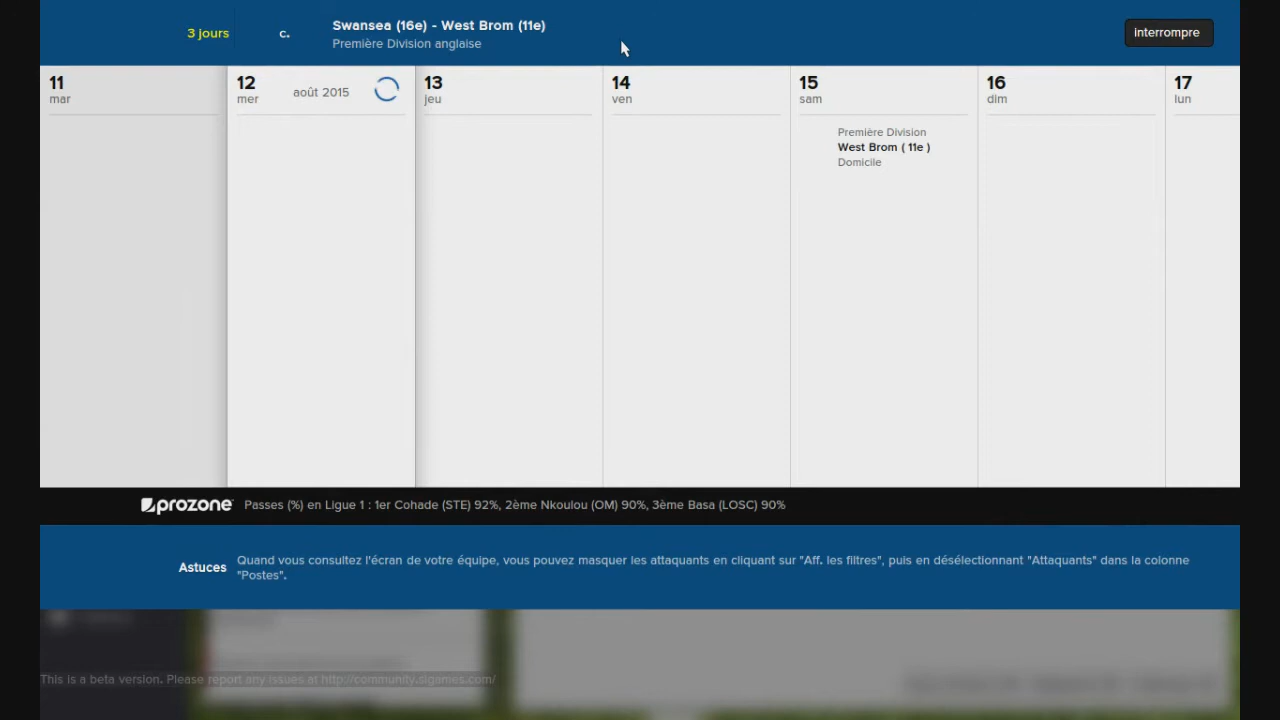 3 jours
c.
Swansea (16e) - West Brom (11e)
Première Division anglaise
interrompre
11
mar
12
mer
août 2015
13
jeu
14
ven
15
sam
16
dim
17
lun
Première Division
West Brom ( 11e )
Domicile
prozone
Passes (%) en Ligue 1 : 1er Cohade (STE) 92%, 2ème Nkoulou (OM) 90%, 3ème Basa (LOSC) 90%
Astuces
Quand vous consultez l'écran de votre équipe, vous pouvez masquer les attaquants en cliquant sur "Aff. les filtres", puis en désélectionnant "Attaquants" dans la colonne
"Postes".
This is a beta version. Please report any issues at http://community.sigames.com/